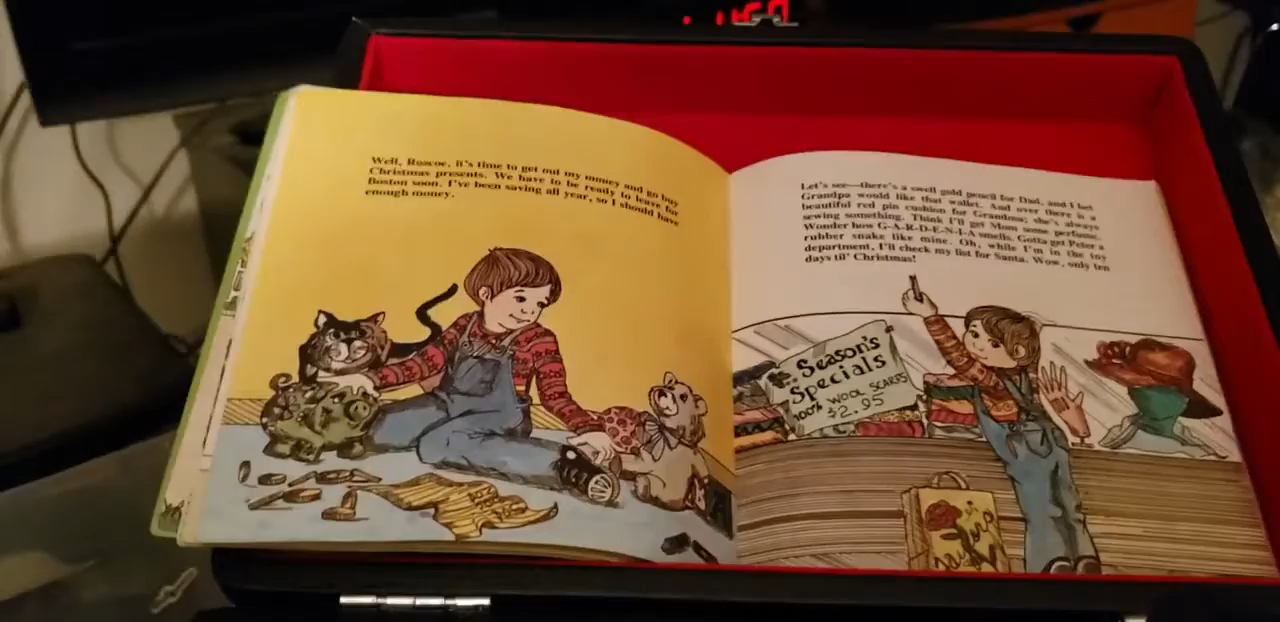 Well, Roscoe, it's time to get out my money and go buy
Christmas presents. We have to be ready to leave for
Boston soon. I've been saving all year, so I should have
enough money.
Let's see—there's a swell gold pencil for Dad, and I bet
Grandpa would like that wallet. And over there is a
beautiful red pin cushion for Grandma; she's always
sewing something. Think I'll get Mom some perfume.
Wonder how G-A-R-D-E-N-I-A smells. Gotta get Peter a
rubber snake like mine. Oh, while I'm in the toy
department, I'll check my list for Santa. Wow, only ten
days til' Christmas!
Season's
Specials
100% WOOL SCARFS
$2.95